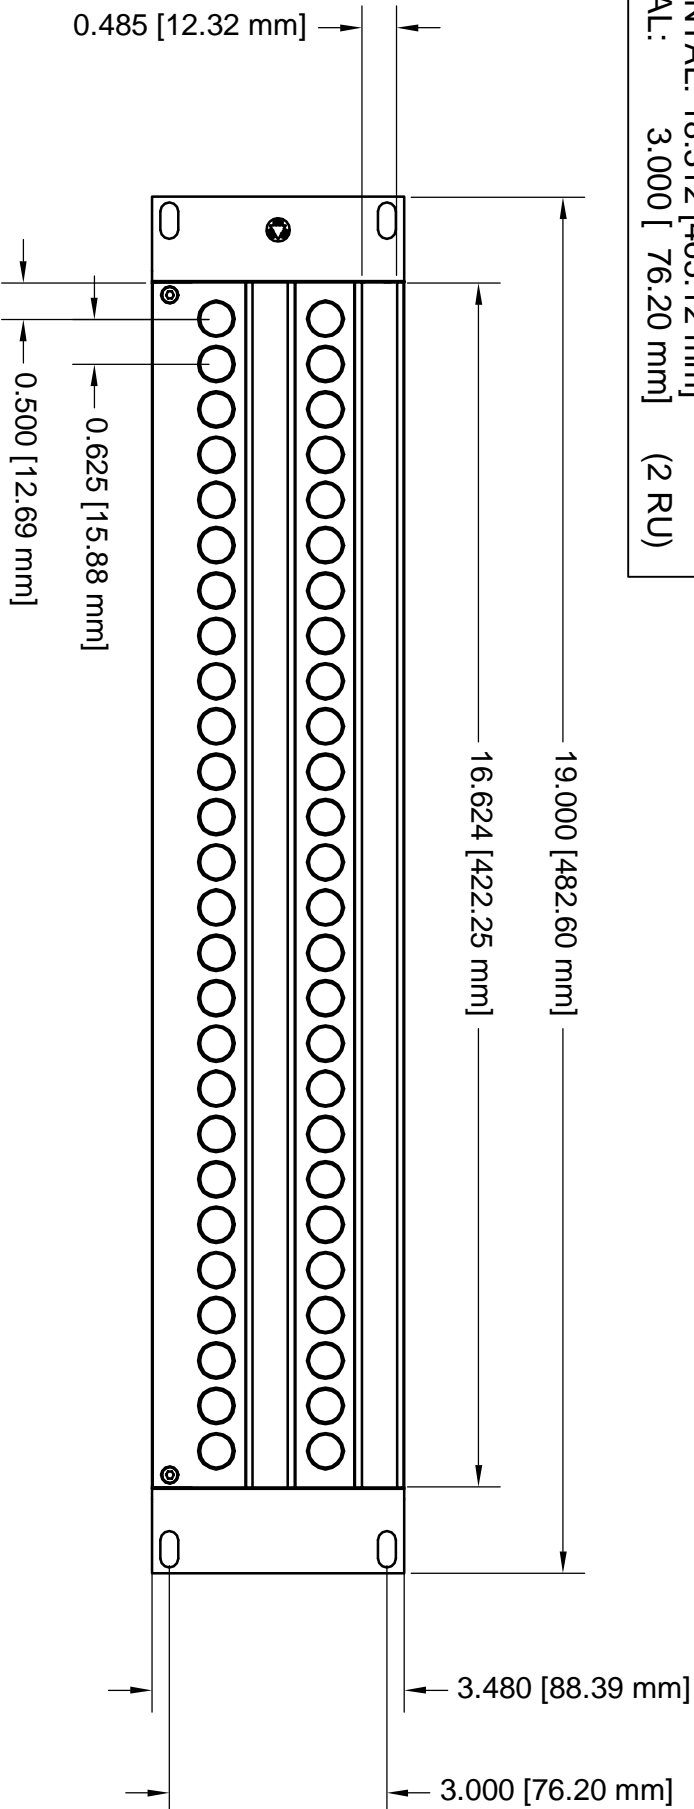 0.485 [12.32 mm]
AL: 3.000 [ 76.20 mm] (2 RU)
19.000 [482.60 mm]
16.624 [422.25 mm]
0.625 [15.88 mm]
0.500 [12.69 mm]
3.480 [88.39 mm]
3.000 [76.20 mm]